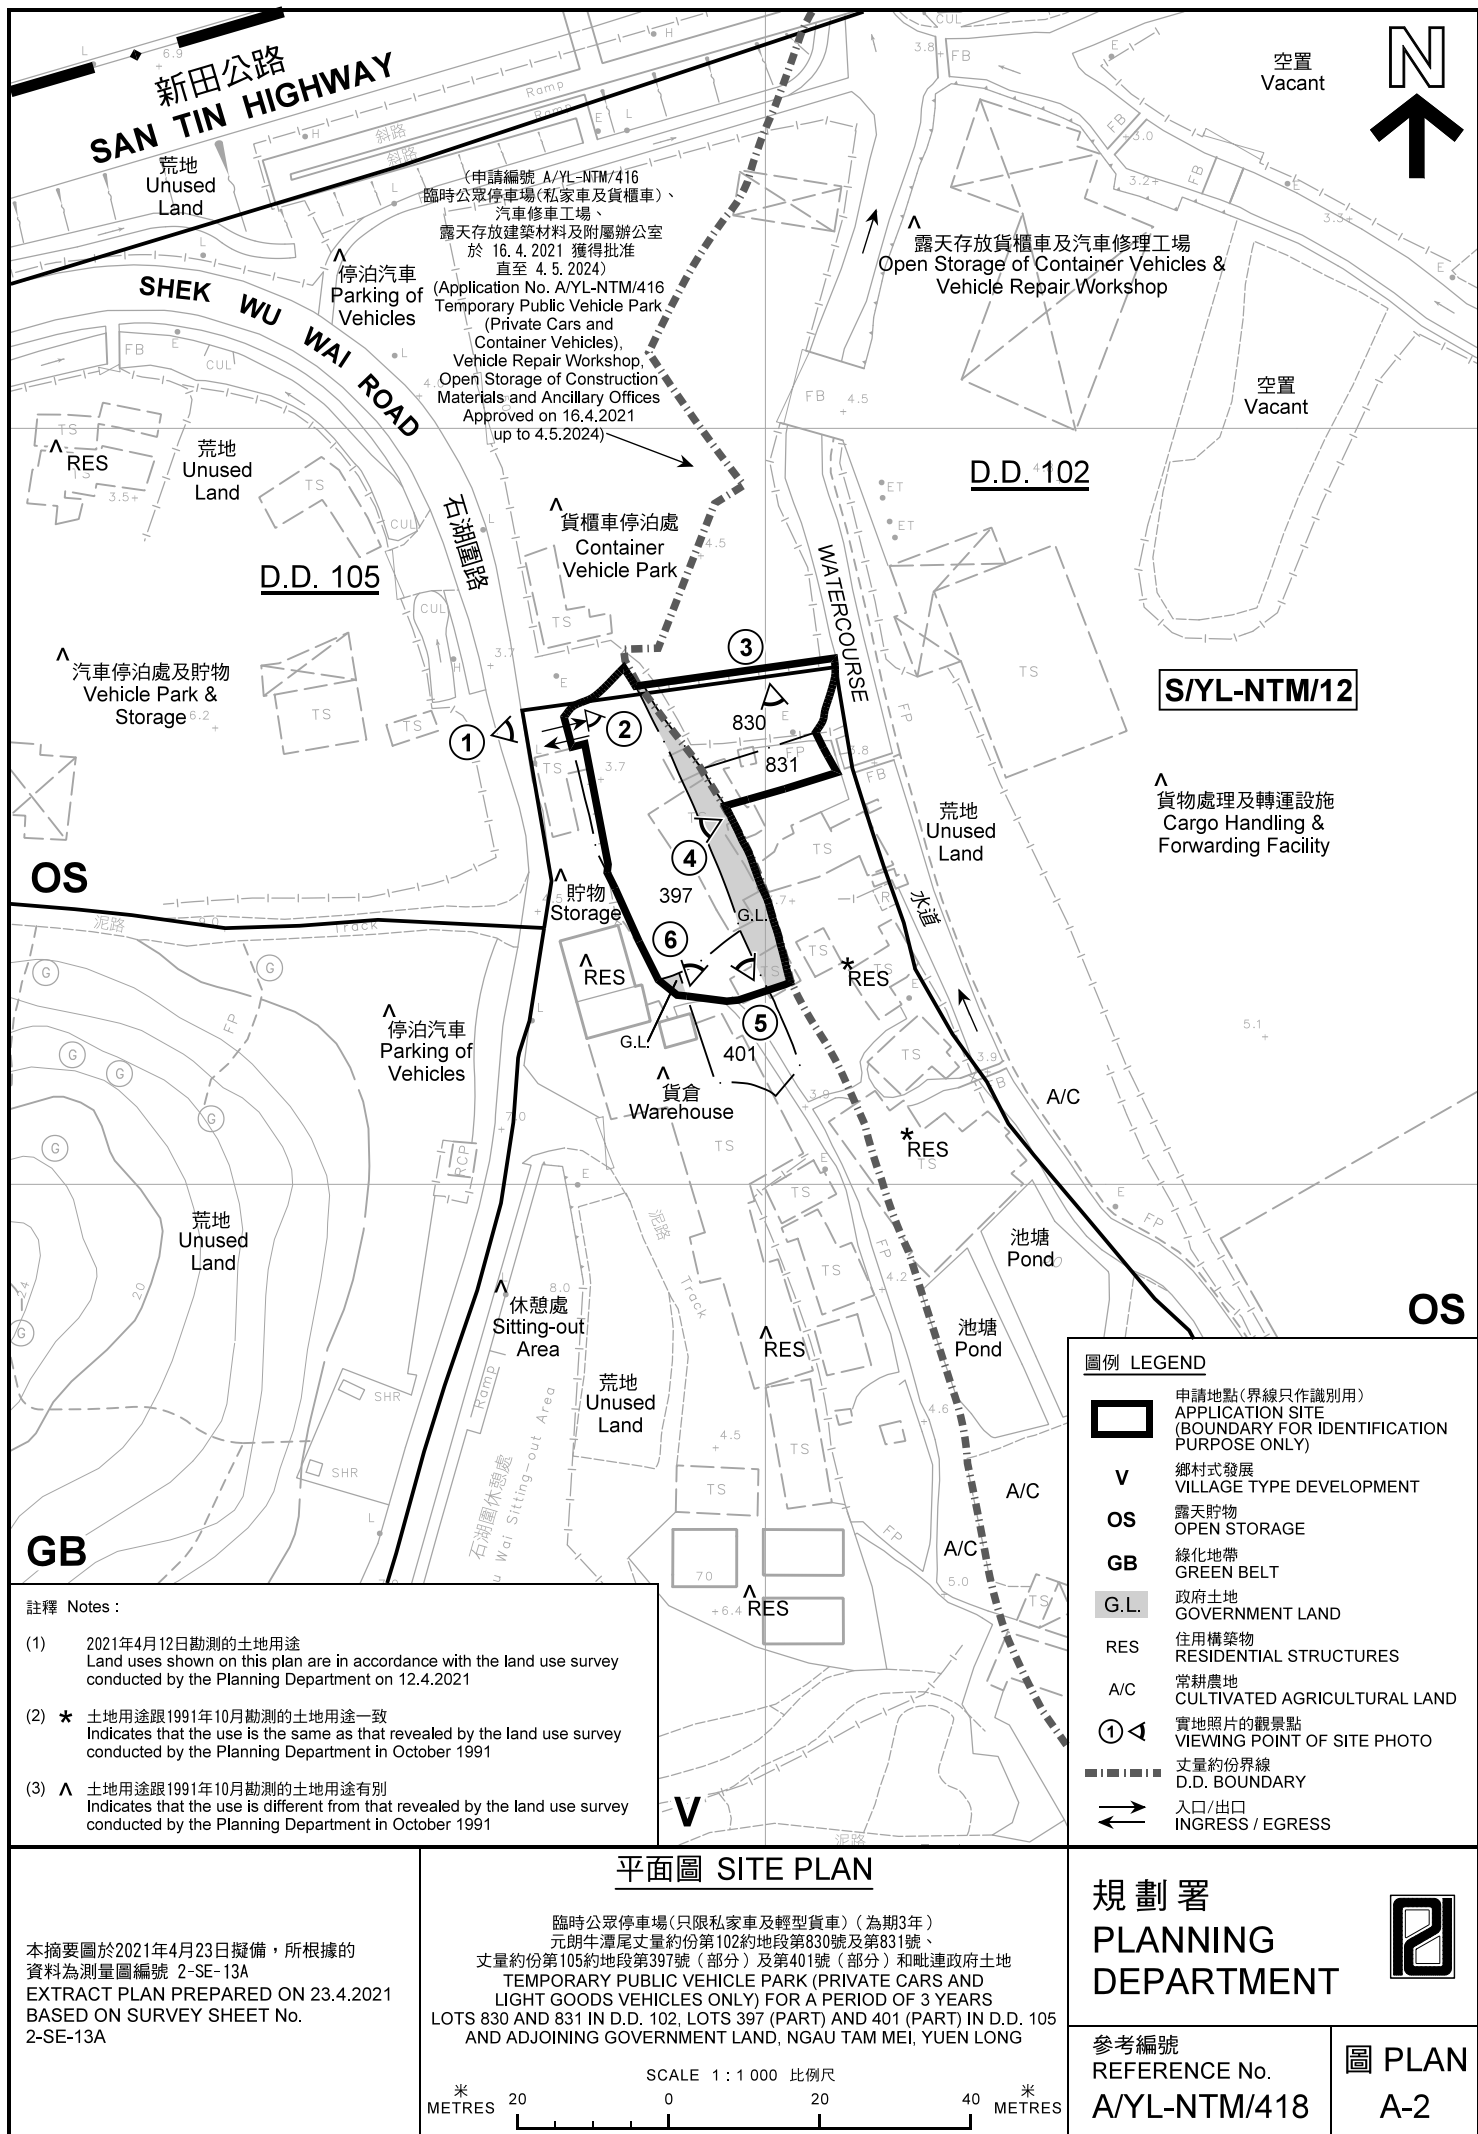 新田公路
SAN TIN HIGHWAY
荒地
Unused
Land
空置
Vacant
N
(申請編號 A/YL-NTM/416
臨時公眾停車場(私家車及貨櫃車)、
汽車修車工場、
露天存放建築材料及附屬辦公室
於 16.4.2021 獲得批准
直至 4.5.2024)
(Application No. A/YL-NTM/416
Temporary Public Vehicle Park
(Private Cars and
Container Vehicles),
Vehicle Repair Workshop,
Open Storage of Construction
Materials and Ancillary Offices
Approved on 16.4.2021
up to 4.5.2024)
^
停泊汽車
Parking of
Vehicles
^
露天存放貨櫃車及汽車修理工場
Open Storage of Container Vehicles &
Vehicle Repair Workshop
SHEK WU WAI ROAD
石湖圍路
空置
Vacant
^
RES
荒地
Unused
Land
D.D. 102
D.D. 105
^
貨櫃車停泊處
Container
Vehicle Park
WATERCOURSE
水道
^
汽車停泊處及貯物
Vehicle Park &
Storage
S/YL-NTM/12
1
2
3
830
831
4
397
G.L.
5
6
401
G.L.
^
貨物處理及轉運設施
Cargo Handling &
Forwarding Facility
荒地
Unused
Land
OS
^
貯物
Storage
^
RES
*
RES
^
停泊汽車
Parking of
Vehicles
^
貨倉
Warehouse
A/C
*
RES
荒地
Unused
Land
池塘
Pond
^
休憩處
Sitting-out
Area
池塘
Pond
^
RES
荒地
Unused
Land
OS
A/C
A/C
GB
^
RES
V
泥路
Track
斜路
斜路
Ramp
Ramp
泥路
Track
石湖圍休憩處
Wai Sitting-out Area
Ramp
泥路
圖例 LEGEND
申請地點(界線只作識別用)
APPLICATION SITE
(BOUNDARY FOR IDENTIFICATION
PURPOSE ONLY)
V 鄉村式發展
VILLAGE TYPE DEVELOPMENT
OS 露天貯物
OPEN STORAGE
GB 綠化地帶
GREEN BELT
G.L. 政府土地
GOVERNMENT LAND
RES 住用構築物
RESIDENTIAL STRUCTURES
A/C 常耕農地
CULTIVATED AGRICULTURAL LAND
1 實地照片的觀景點
VIEWING POINT OF SITE PHOTO
丈量約份界線
D.D. BOUNDARY
入口/出口
INGRESS / EGRESS
註釋 Notes :
(1) 2021年4月12日勘測的土地用途
Land uses shown on this plan are in accordance with the land use survey
conducted by the Planning Department on 12.4.2021
(2) * 土地用途跟1991年10月勘測的土地用途一致
Indicates that the use is the same as that revealed by the land use survey
conducted by the Planning Department in October 1991
(3) ^ 土地用途跟1991年10月勘測的土地用途有別
Indicates that the use is different from that revealed by the land use survey
conducted by the Planning Department in October 1991
本摘要圖於2021年4月23日擬備，所根據的
資料為測量圖編號 2-SE-13A
EXTRACT PLAN PREPARED ON 23.4.2021
BASED ON SURVEY SHEET No.
2-SE-13A
平面圖 SITE PLAN
臨時公眾停車場(只限私家車及輕型貨車)(為期3年)
元朗牛潭尾丈量約份第102約地段第830號及第831號、
丈量約份第105約地段第397號(部分)及第401號(部分)和毗連政府土地
TEMPORARY PUBLIC VEHICLE PARK (PRIVATE CARS AND
LIGHT GOODS VEHICLES ONLY) FOR A PERIOD OF 3 YEARS
LOTS 830 AND 831 IN D.D. 102, LOTS 397 (PART) AND 401 (PART) IN D.D. 105
AND ADJOINING GOVERNMENT LAND, NGAU TAM MEI, YUEN LONG
SCALE 1 : 1 000 比例尺
米
METRES 20 0 20 40 米
METRES
規劃署
PLANNING
DEPARTMENT
參考編號
REFERENCE No.
A/YL-NTM/418
圖 PLAN
A-2